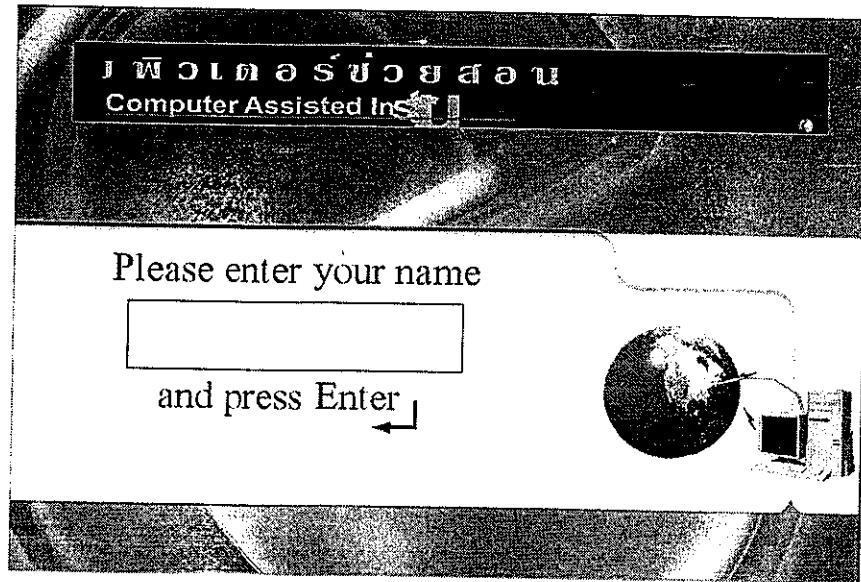 พิ ว เ ต อ ร์ ช่ ว ย ส อ น
Computer Assisted In
Please enter your name
and press Enter